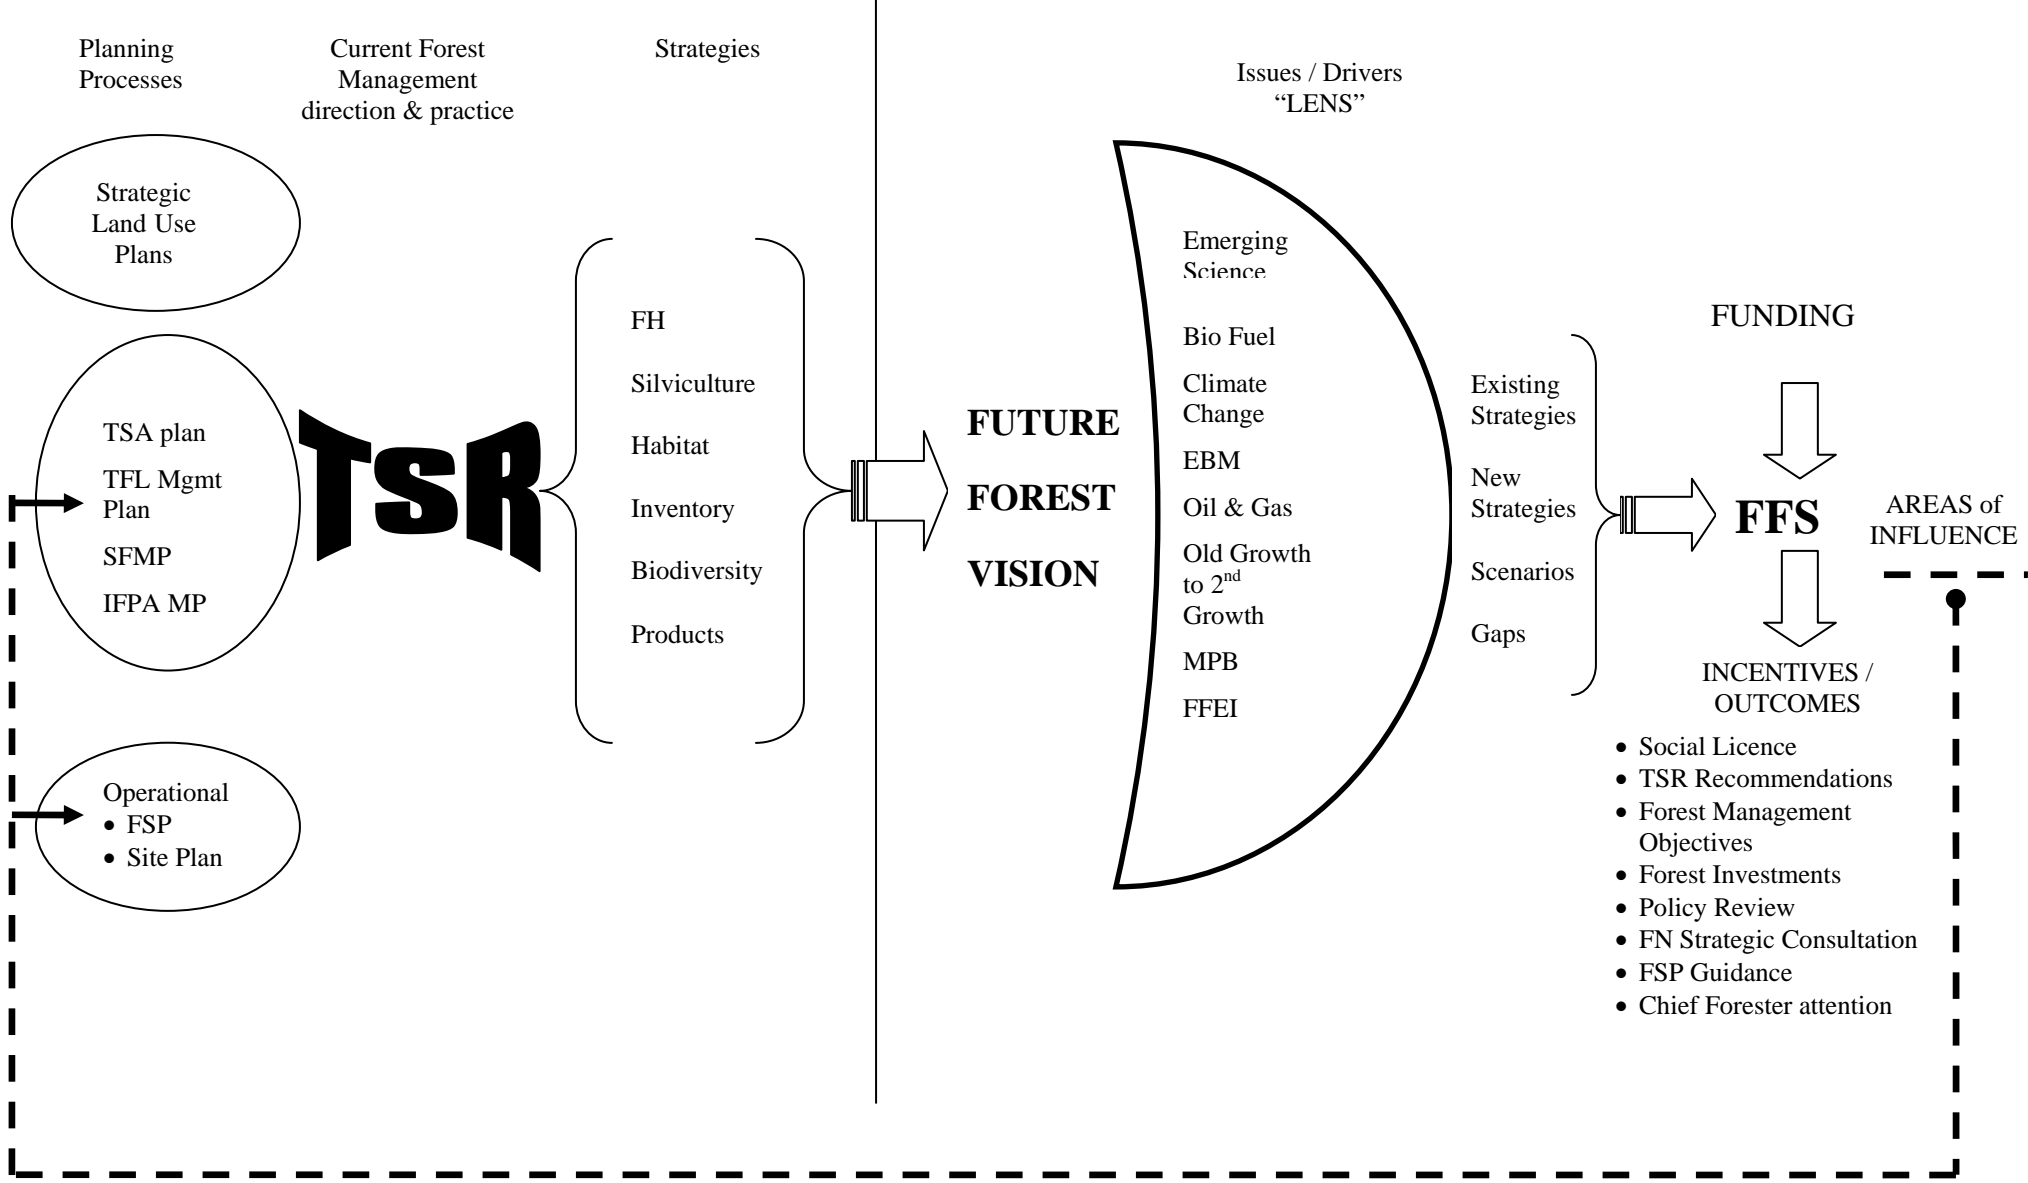 Planning
Processes
Current Forest
Management
direction & practice
Strategies
Issues / Drivers
“LENS”
Strategic
Land Use
Plans
TSA plan
TFL Mgmt
Plan
SFMP
IFPA MP
Operational
• FSP
• Site Plan
TSR
FH
Silviculture
Habitat
Inventory
Biodiversity
Products
FUTURE
FOREST
VISION
Emerging
Science
Bio Fuel
Climate
Change
EBM
Oil & Gas
Old Growth
to 2nd
Growth
MPB
FFEI
Existing
Strategies
New
Strategies
Scenarios
Gaps
FUNDING
FFS
AREAS of
INFLUENCE
INCENTIVES /
OUTCOMES
• Social Licence
• TSR Recommendations
• Forest Management
Objectives
• Forest Investments
• Policy Review
• FN Strategic Consultation
• FSP Guidance
• Chief Forester attention